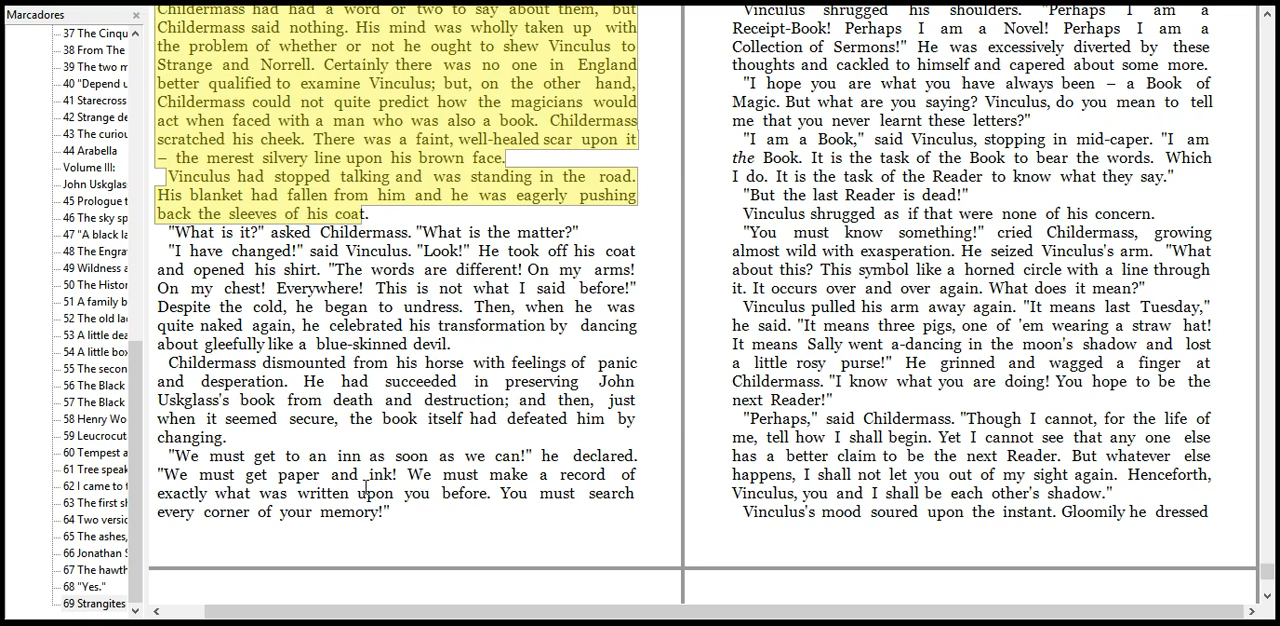 Marcadores
37 The Cinqu
38 From The
39 The two m
40 "Depend u
41 Starecross
42 Strange de
43 The curiou
44 Arabella
Volume III:
John Uskglas
45 Prologue t
46 The sky sp
47 "A black la
48 The Engra
49 Wildness a
50 The Histor
51 A family b
52 The old la
53 A little dea
54 A little box
55 The secon
56 The Black
57 The Black
58 Henry Wo
59 Leucrocut
60 Tempest a
61 Tree speak
62 I came to t
63 The first sh
64 Two versic
65 The ashes,
66 Jonathan S
67 The hawth
68 "Yes."
69 Strangites
Childermass had had a word or two to say about them, but
Childermass said nothing. His mind was wholly taken up with
the problem of whether or not he ought to shew Vinculus to
Strange and Norrell. Certainly there was no one in England
better qualified to examine Vinculus; but, on the other hand,
Childermass could not quite predict how the magicians would
act when faced with a man who was also a book. Childermass
scratched his cheek. There was a faint, well-healed scar upon it
– the merest silvery line upon his brown face.
Vinculus had stopped talking and was standing in the road.
His blanket had fallen from him and he was eagerly pushing
back the sleeves of his coat.
"What is it?" asked Childermass. "What is the matter?"
"I have changed!" said Vinculus. "Look!" He took off his coat
and opened his shirt. "The words are different! On my arms!
On my chest! Everywhere! This is not what I said before!"
Despite the cold, he began to undress. Then, when he was
quite naked again, he celebrated his transformation by dancing
about gleefully like a blue-skinned devil.
Childermass dismounted from his horse with feelings of panic
and desperation. He had succeeded in preserving John
Uskglass's book from death and destruction; and then, just
when it seemed secure, the book itself had defeated him by
changing.
"We must get to an inn as soon as we can!" he declared.
"We must get paper and ink! We must make a record of
exactly what was written upon you before. You must search
every corner of your memory!"
Vinculus shrugged his shoulders. "Perhaps I am a
Receipt-Book! Perhaps I am a Novel! Perhaps I am a
Collection of Sermons!" He was excessively diverted by these
thoughts and cackled to himself and capered about some more.
"I hope you are what you have always been – a Book of
Magic. But what are you saying? Vinculus, do you mean to tell
me that you never learnt these letters?"
"I am a Book," said Vinculus, stopping in mid-caper. "I am
the Book. It is the task of the Book to bear the words. Which
I do. It is the task of the Reader to know what they say."
"But the last Reader is dead!"
Vinculus shrugged as if that were none of his concern.
"You must know something!" cried Childermass, growing
almost wild with exasperation. He seized Vinculus's arm. "What
about this? This symbol like a horned circle with a line through
it. It occurs over and over again. What does it mean?"
Vinculus pulled his arm away again. "It means last Tuesday,"
he said. "It means three pigs, one of 'em wearing a straw hat!
It means Sally went a-dancing in the moon's shadow and lost
a little rosy purse!" He grinned and wagged a finger at
Childermass. "I know what you are doing! You hope to be the
next Reader!"
"Perhaps," said Childermass. "Though I cannot, for the life of
me, tell how I shall begin. Yet I cannot see that any one else
has a better claim to be the next Reader. But whatever else
happens, I shall not let you out of my sight again. Henceforth,
Vinculus, you and I shall be each other's shadow."
Vinculus's mood soured upon the instant. Gloomily he dressed